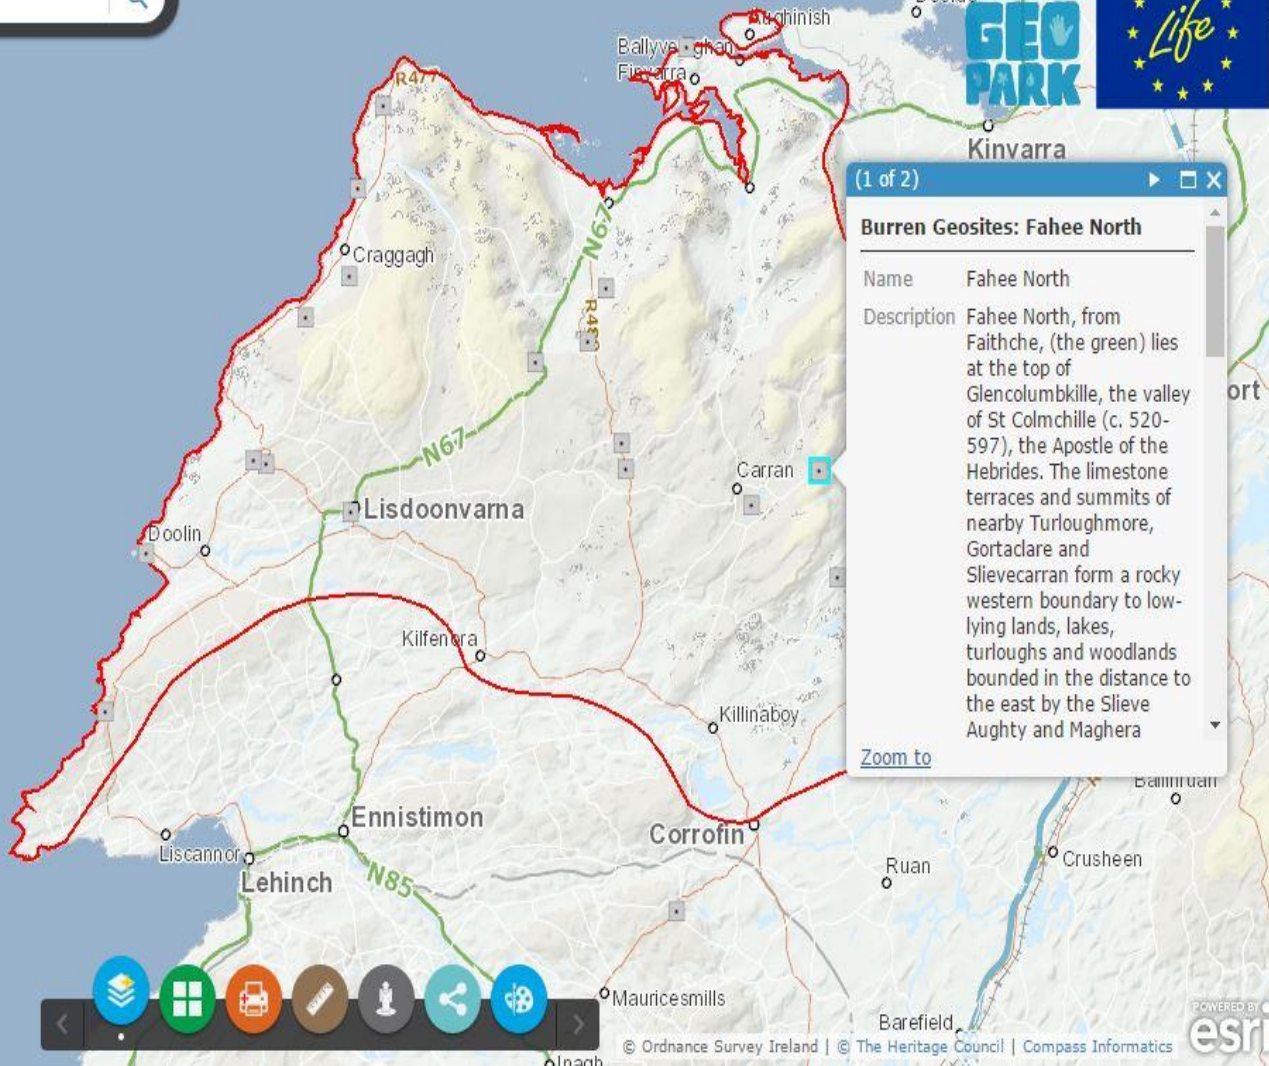 Aughinish
Ballyvaughan
Finvarra
R477
GEO
PARK
Life
Kinvarra
(1 of 2)
Burren Geosites: Fahee North
Name Fahee North
Description Fahee North, from
Faithche, (the green) lies
at the top of
Glencolumbkille, the valley
of St Colmchille (c. 520-
597), the Apostle of the
Hebrides. The limestone
terraces and summits of
nearby Turloughmore,
Gortaclare and
Slievecarran form a rocky
western boundary to low-
lying lands, lakes,
turloughs and woodlands
bounded in the distance to
the east by the Slieve
Aughty and Maghera
Zoom to
N67
Craggagh
R480
ort
N67
Carran
Lisdoonvarna
Doolin
Kilfenora
Killinaboy
Ballinruan
Ennistimon
Corrofin
Liscannor
Lehinch
N85
Ruan
Crusheen
Mauricesmills
Barefield
Inagh
© Ordnance Survey Ireland | © The Heritage Council | Compass Informatics
POWERED BY
esri